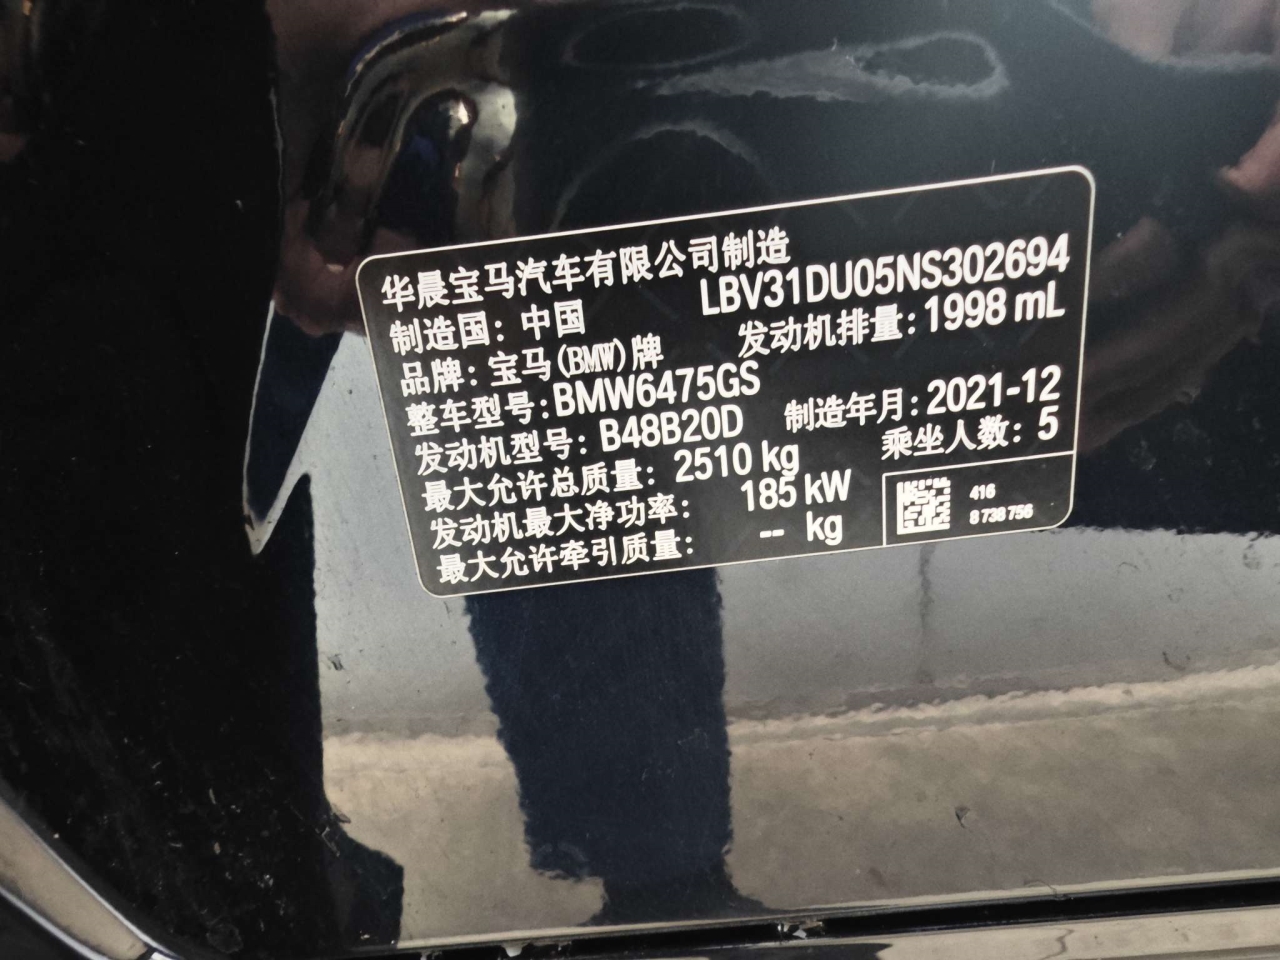 华晨宝马汽车有限公司制造
制造国：中国 LBV31DU05NS302694
品牌：宝马(BMW)牌 发动机排量：1998 mL
整车型号：BMW6475GS
发动机型号：B48B20D 制造年月：2021-12
最大允许总质量：2510 kg 乘坐人数：5
发动机最大净功率：185 kW
最大允许牵引质量：-- kg
416
8 738 756